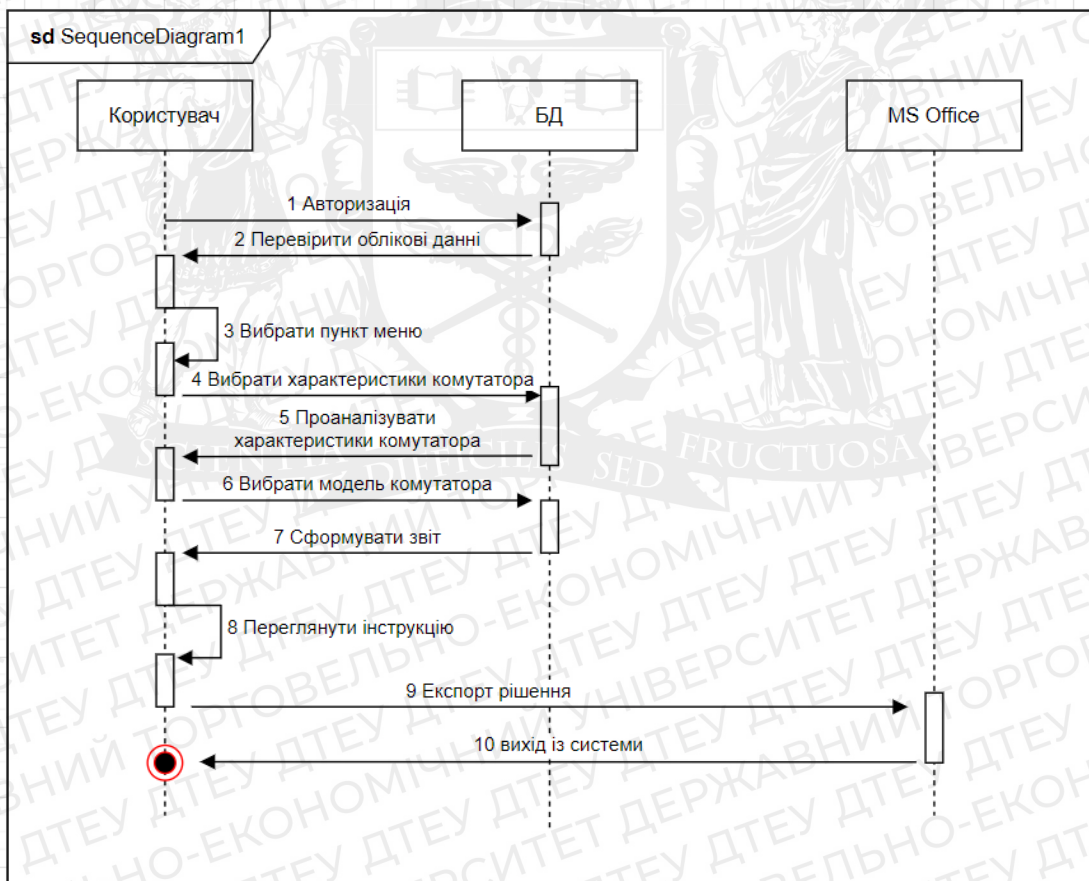 sd SequenceDiagram1
Користувач
БД
MS Office
1 Авторизація
2 Перевірити облікові данні
3 Вибрати пункт меню
4 Вибрати характеристики комутатора
5 Проаналізувати
характеристики комутатора
6 Вибрати модель комутатора
7 Сформувати звіт
8 Переглянути інструкцію
9 Експорт рішення
10 вихід із системи
SED
FRUCTUOSA